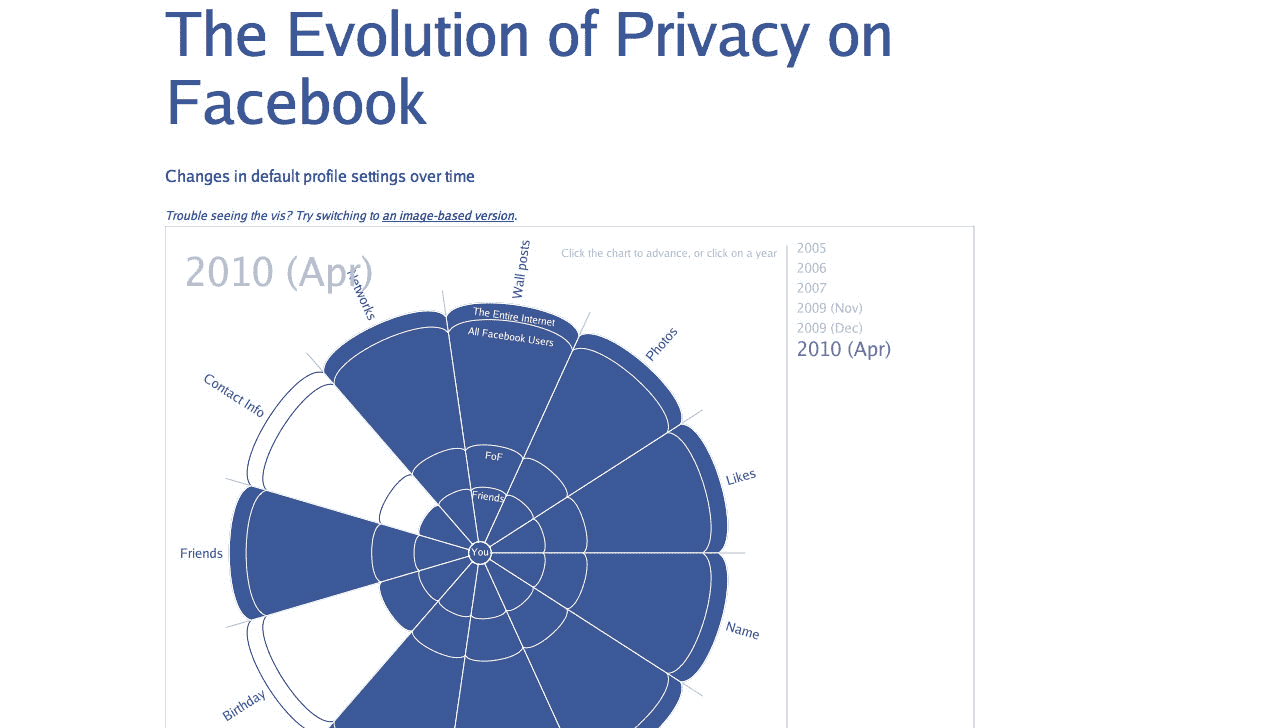 The Evolution of Privacy on
Facebook
Changes in default profile settings over time
Trouble seeing the vis? Try switching to an image-based version.
2010 (Apr)
Click the chart to advance, or click on a year
2005
2006
2007
2009 (Nov)
2009 (Dec)
2010 (Apr)
Networks
Wall posts
The Entire Internet
All Facebook Users
Photos
Contact Info
FoF
Likes
Friends
Friends
You
Name
Birthday